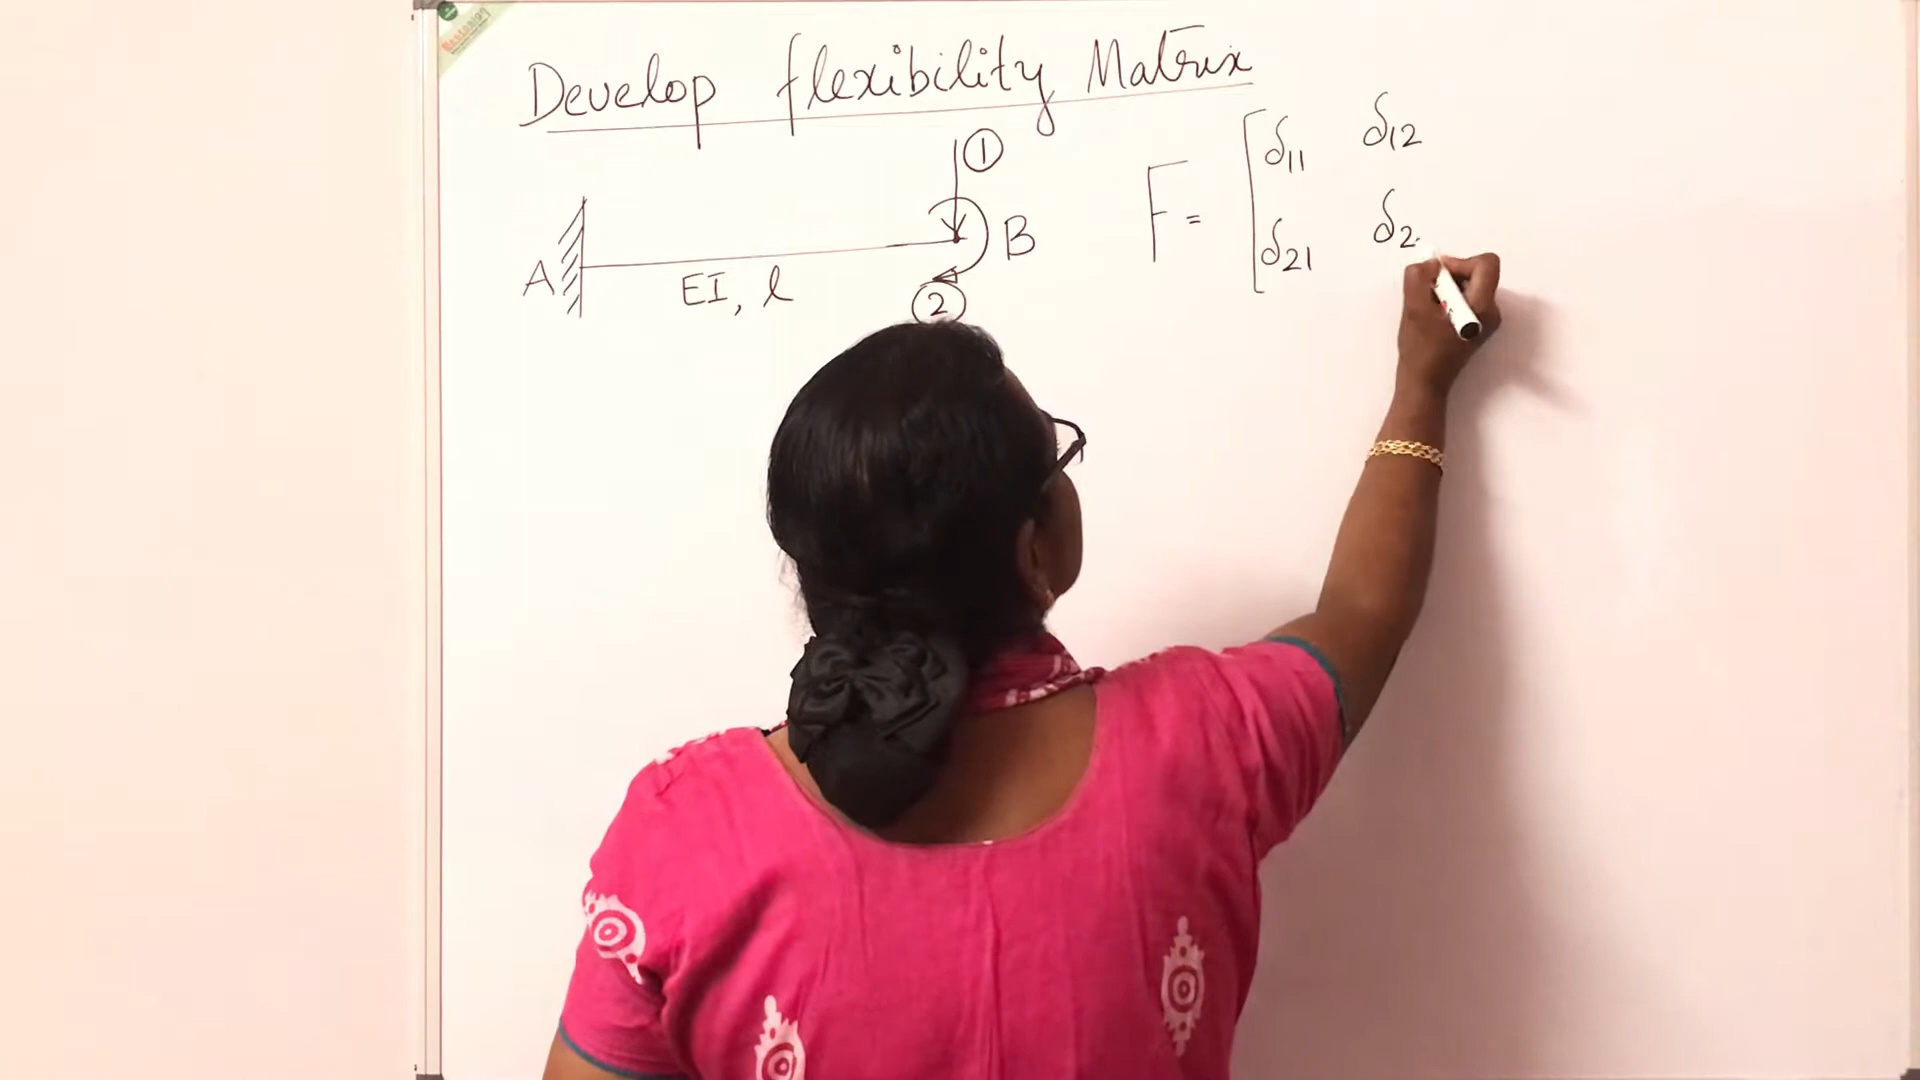 Develop flexibility Matrix
1
A
B
EI, l
2
F = [ δ11 δ12
δ21 δ2